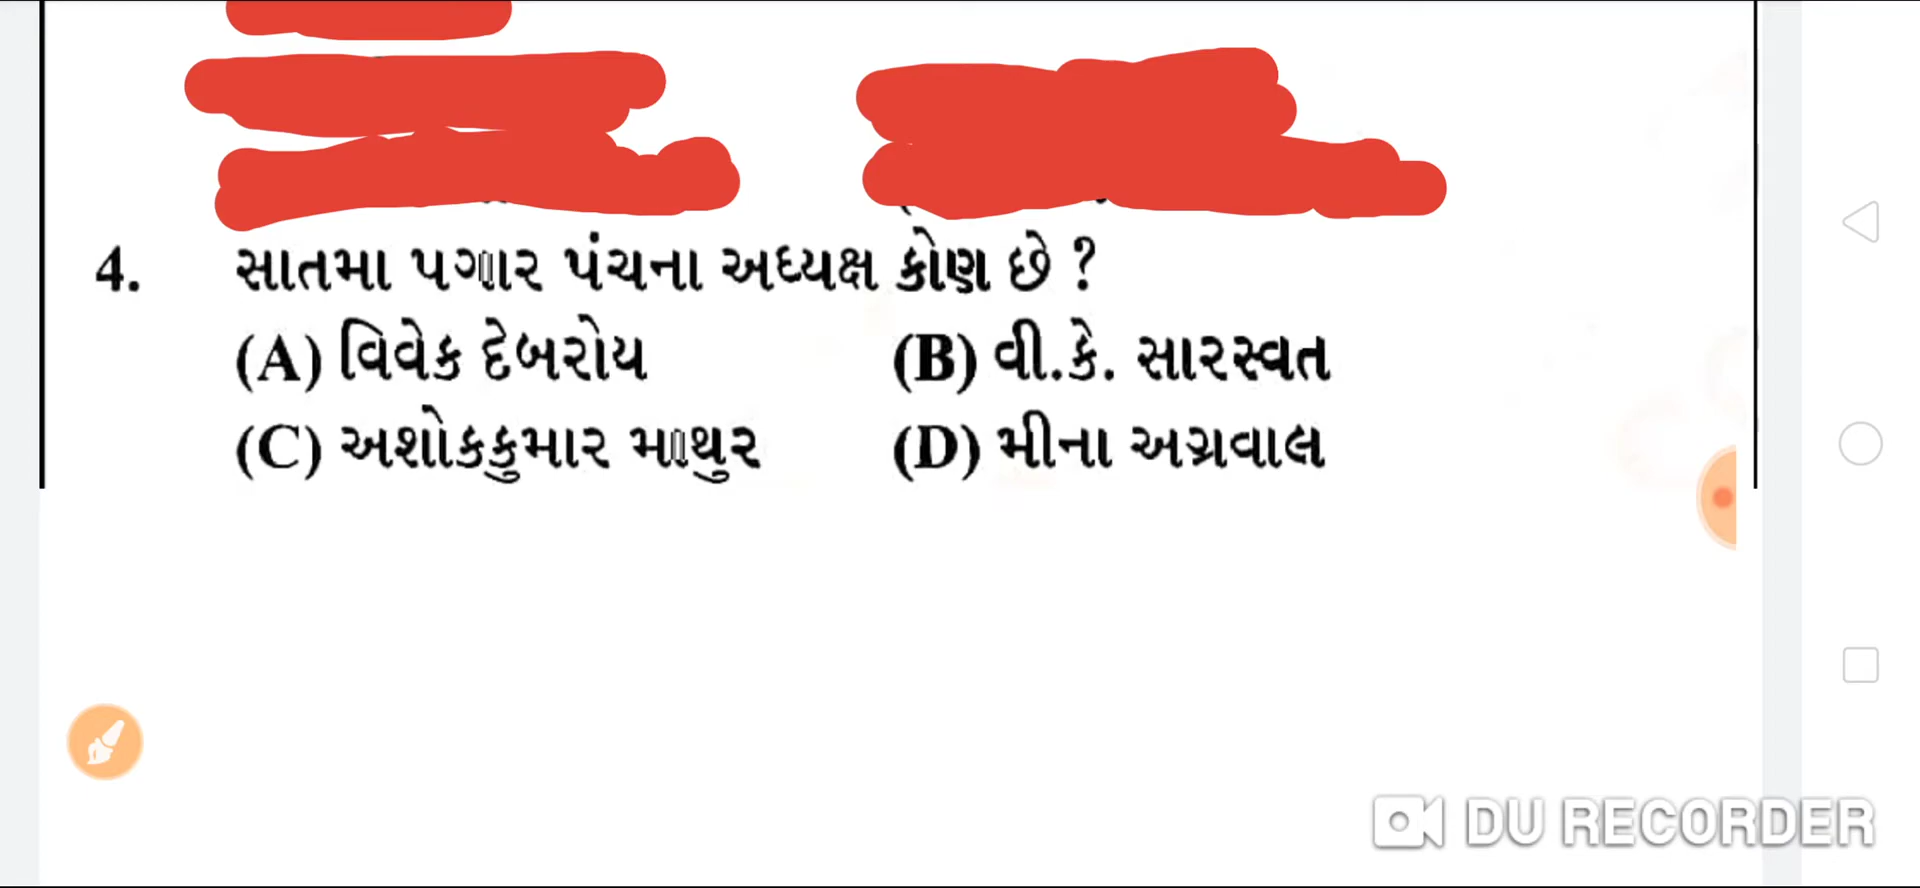 4. સાતમા પગાર પંચના અધ્યક્ષ કોણ છે ?
(A) વિવેક દેબરોય (B) વી.કે. સારસ્વત
(C) અશોકકુમાર માથુર (D) મીના અગ્રવાલ
DU RECORDER